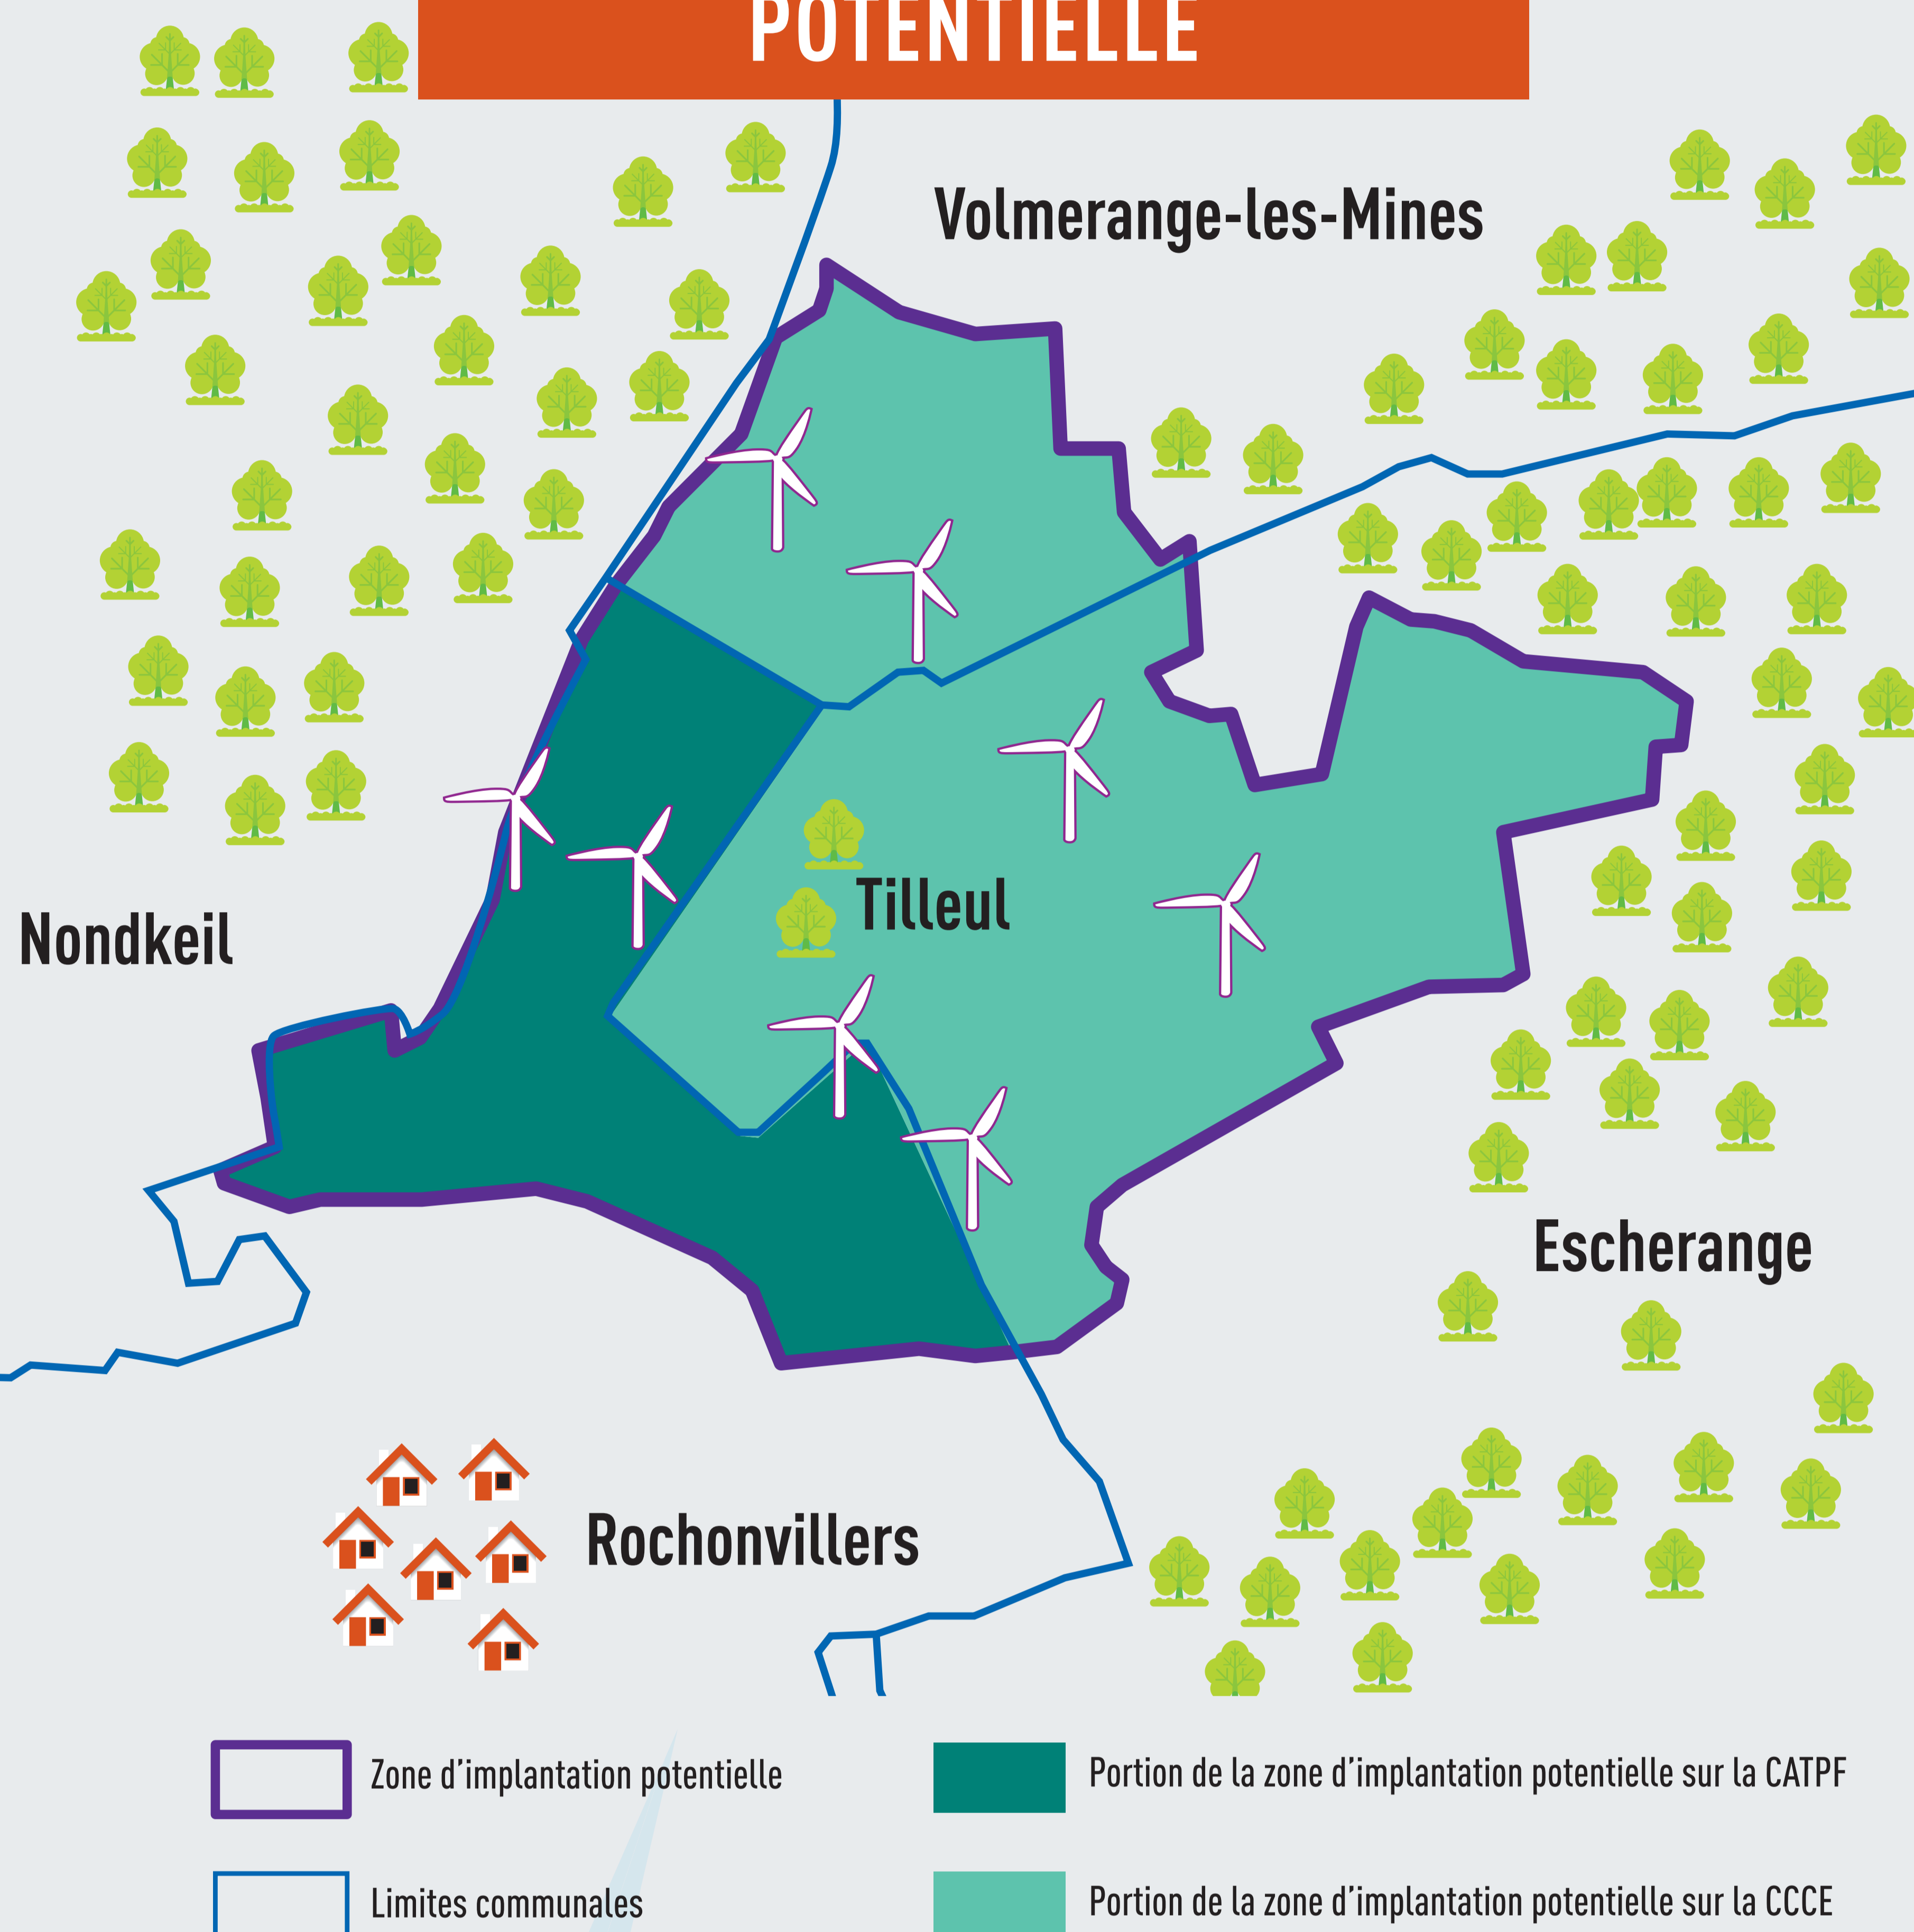 POTENTIELLE
Volmerange-les-Mines
Tilleul
Nondkeil
Escherange
Rochonvillers
Zone d'implantation potentielle
Portion de la zone d'implantation potentielle sur la CATPF
Limites communales
Portion de la zone d'implantation potentielle sur la CCCE